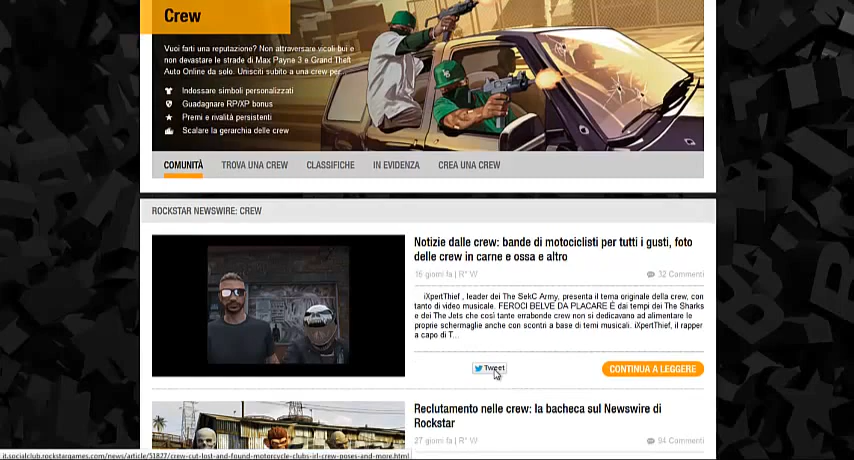 Crew
Vuoi farti una reputazione? Non attraversare vicoli bui e
non devastare le strade di Max Payne 3 e Grand Theft
Auto Online da solo. Unisciti subito a una crew per...
Indossare simboli personalizzati
Guadagnare RP/XP bonus
Premi e rivalità persistenti
Scalare la gerarchia delle crew
COMUNITÀ TROVA UNA CREW CLASSIFICHE IN EVIDENZA CREA UNA CREW
ROCKSTAR NEWSWIRE: CREW
Notizie dalle crew: bande di motociclisti per tutti i gusti, foto
delle crew in carne e ossa e altro
16 giorni fa | R* W 32 Commenti
iXpertThief , leader dei The SekC Army, presenta il tema originale della crew, con
tanto di video musicale. FEROCI BELVE DA PLACARE È dai tempi dei The Sharks
e dei The Jets che così tante errabonde crew non si dedicavano ad alimentare le
proprie schermaglie anche con scontri a base di temi musicali. iXpertThief, il rapper
a capo di T...
Tweet CONTINUA A LEGGERE
Reclutamento nelle crew: la bacheca sul Newswire di
Rockstar
27 giorni fa | R* W 94 Commenti
it.socialclub.rockstargames.com/news/article/51827/crew-cut-lost-and-found-motorcycle-clubs-irl-crew-poses-and-more.html